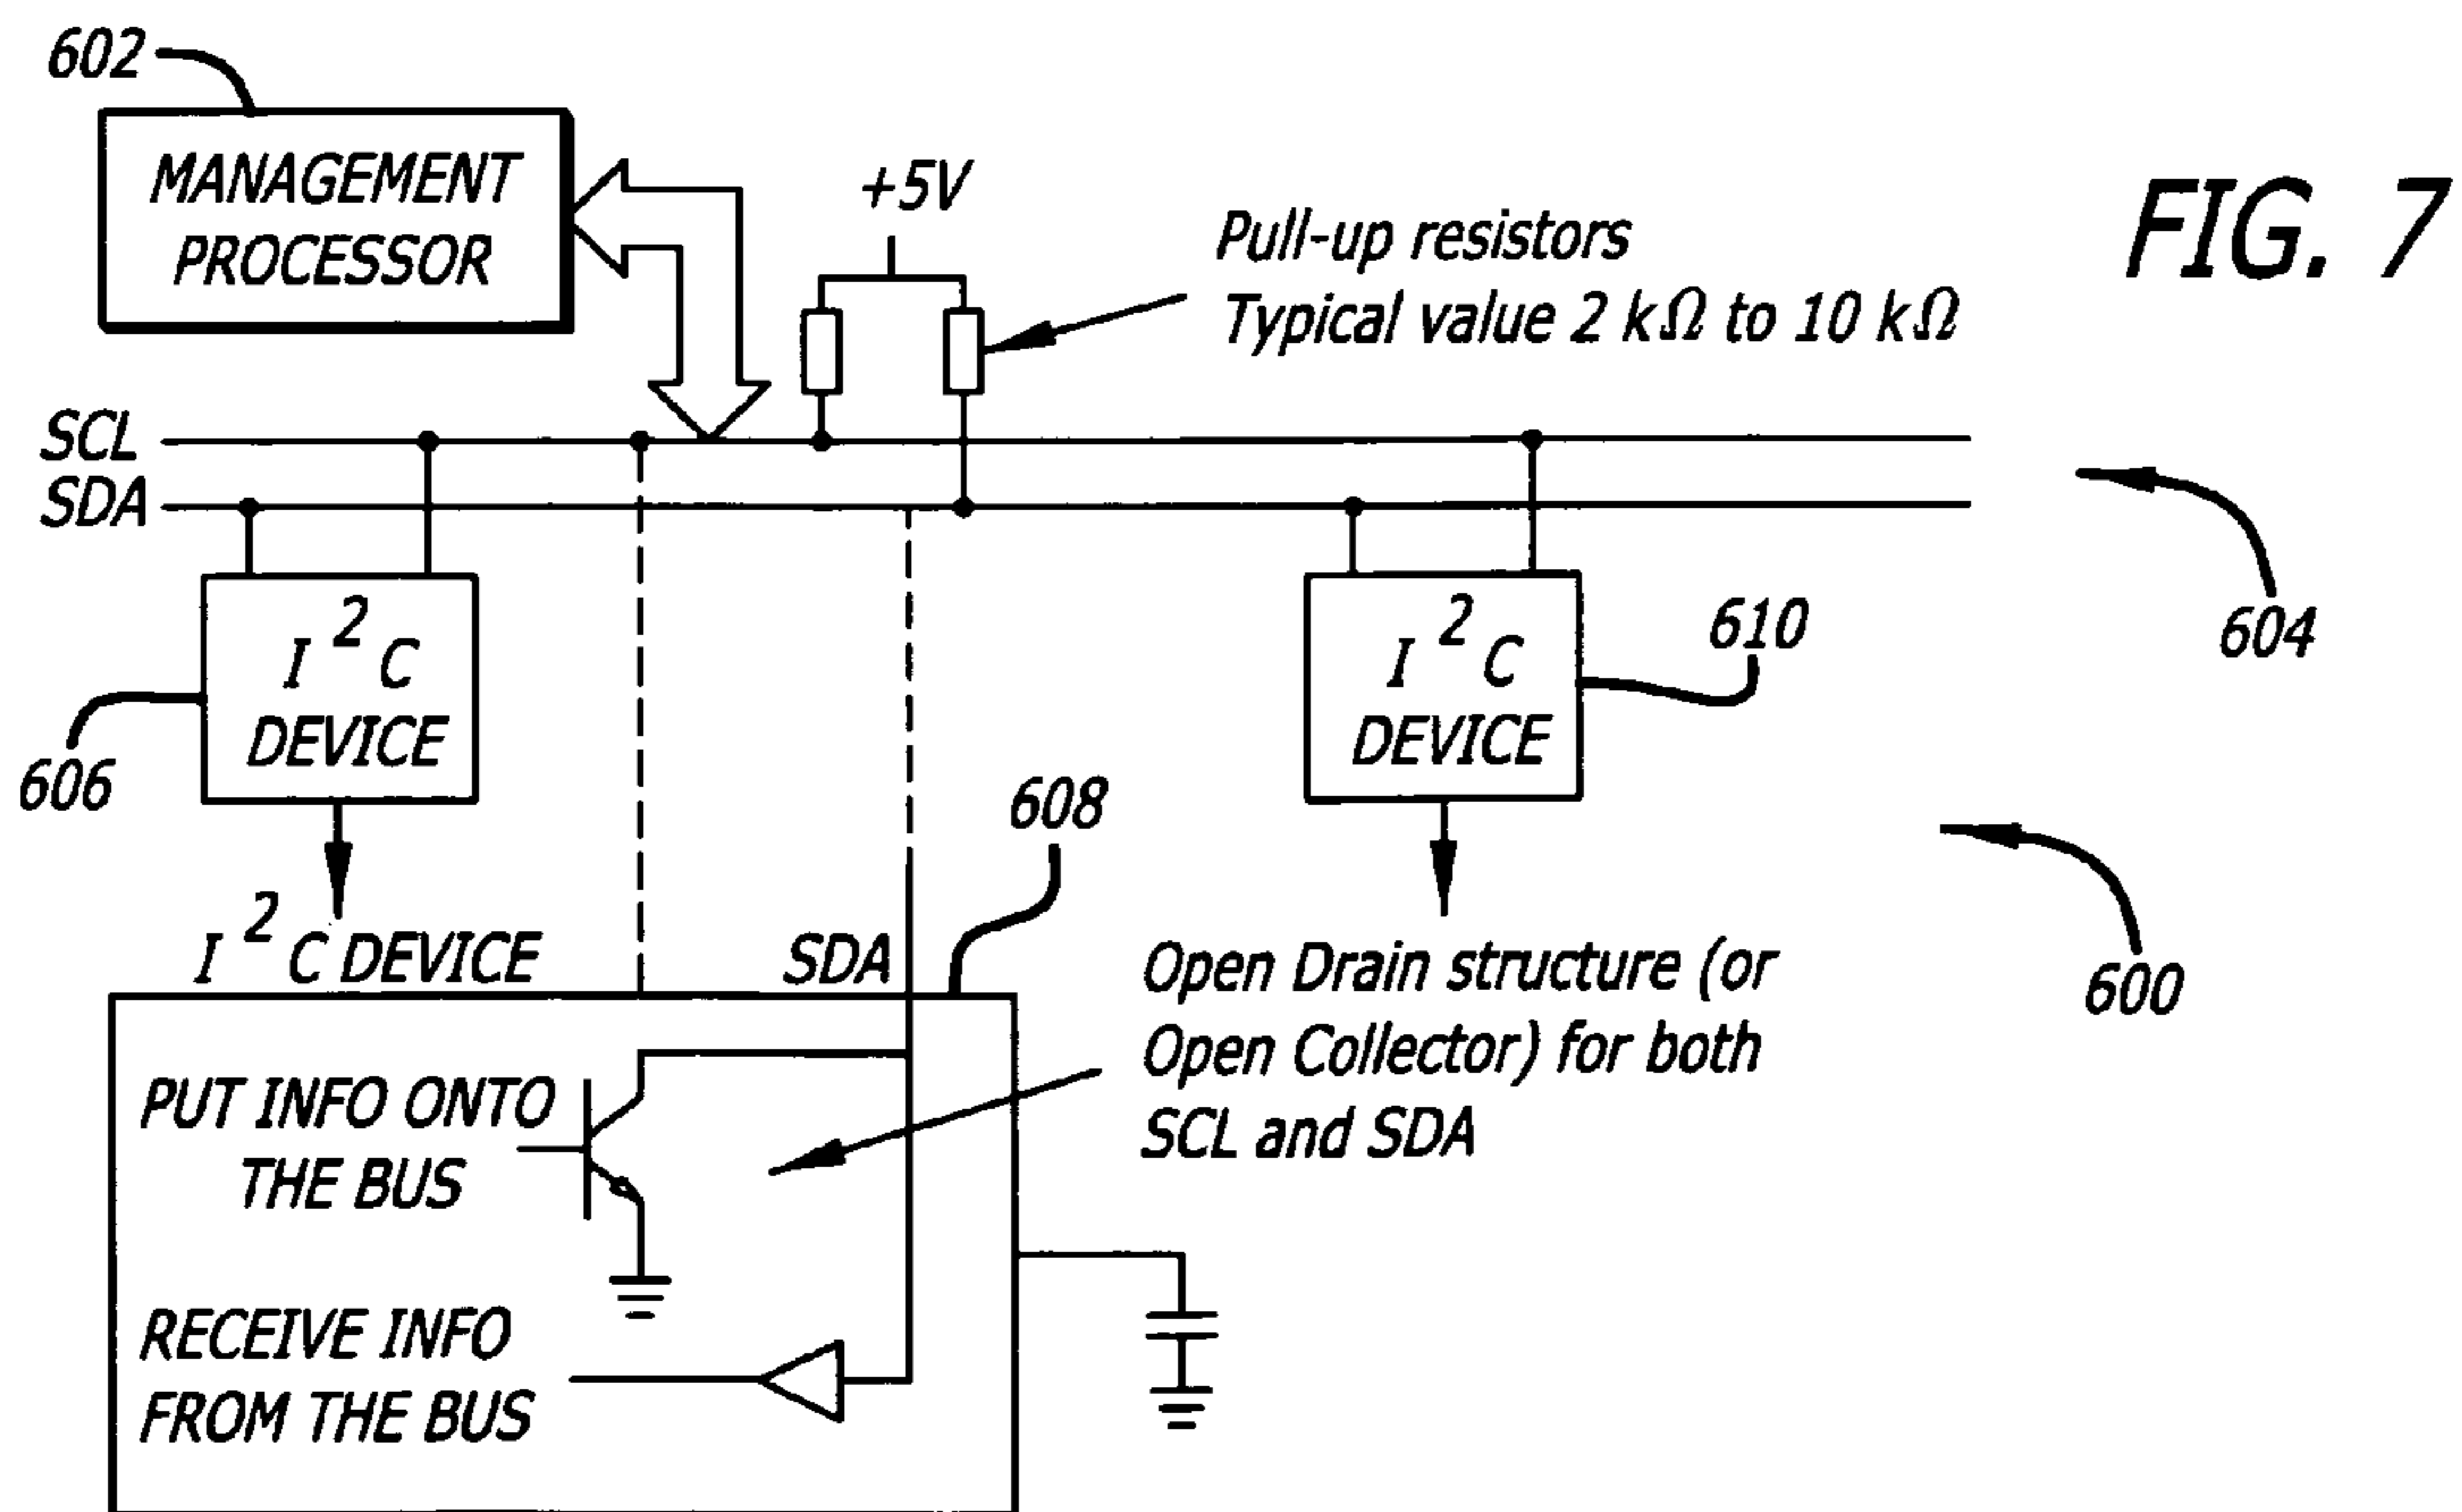 602
MANAGEMENT
PROCESSOR
+5V
Pull-up resistors
Typical value 2 kΩ to 10 kΩ
FIG. 7
SCL
SDA
604
I²C
DEVICE
606
I²C
DEVICE
610
608
600
I²C DEVICE
SDA
Open Drain structure (or
Open Collector) for both
SCL and SDA
PUT INFO ONTO
THE BUS
RECEIVE INFO
FROM THE BUS